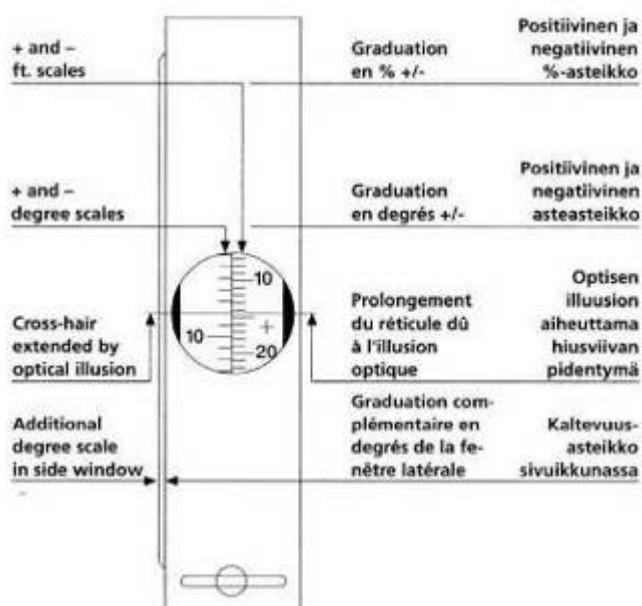 + and –
ft. scales
Graduation
en % +/-
Positiivinen ja
negatiivinen
%-asteikko
+ and –
degree scales
Graduation
en degrés +/-
Positiivinen ja
negatiivinen
asteasteikko
10
10
+
20
Cross-hair
extended by
optical illusion
Prolongement
du réticule dû
à l'illusion
optique
Optisen
illuusion
aiheuttama
hiusviivan
pidentymä
Additional
degree scale
in side window
Graduation com-
plémentaire en
degrés de la fe-
nêtre latérale
Kaltevuus-
asteikko
sivuikkunassa